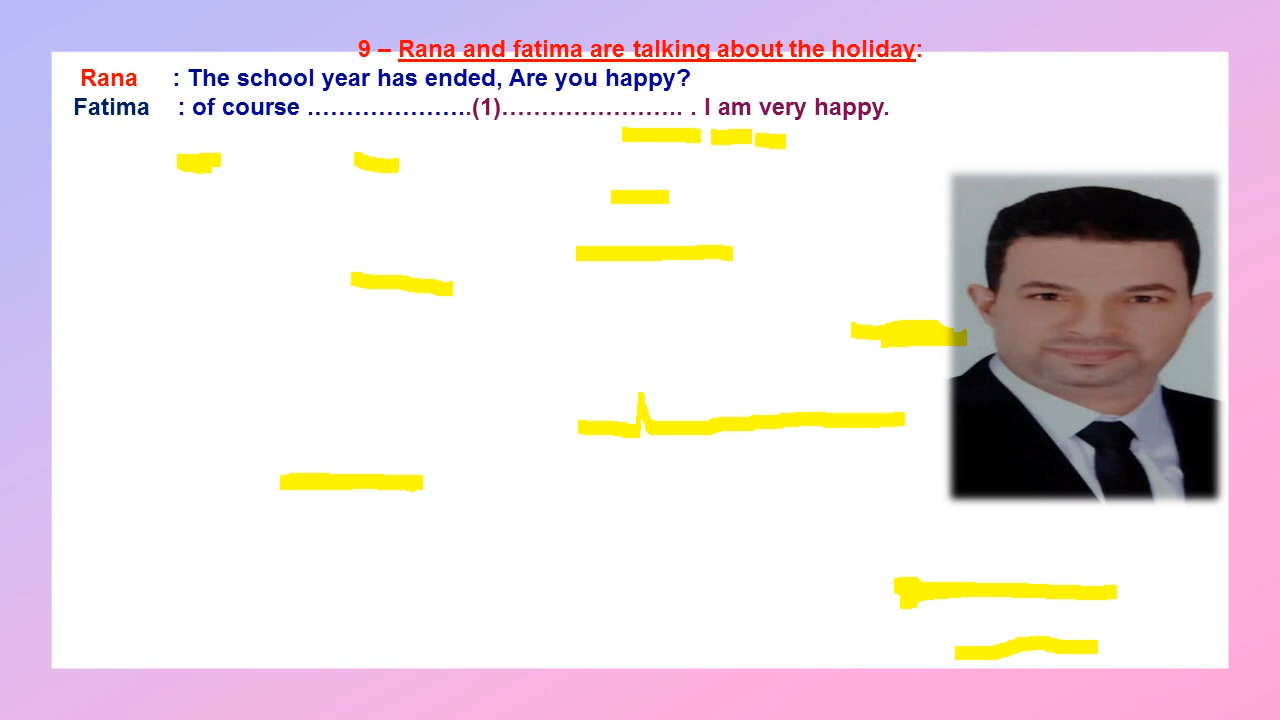 9 – Rana and fatima are talking about the holiday:
Rana : The school year has ended, Are you happy?
Fatima : of course .………………..(1)………………….. . I am very happy.